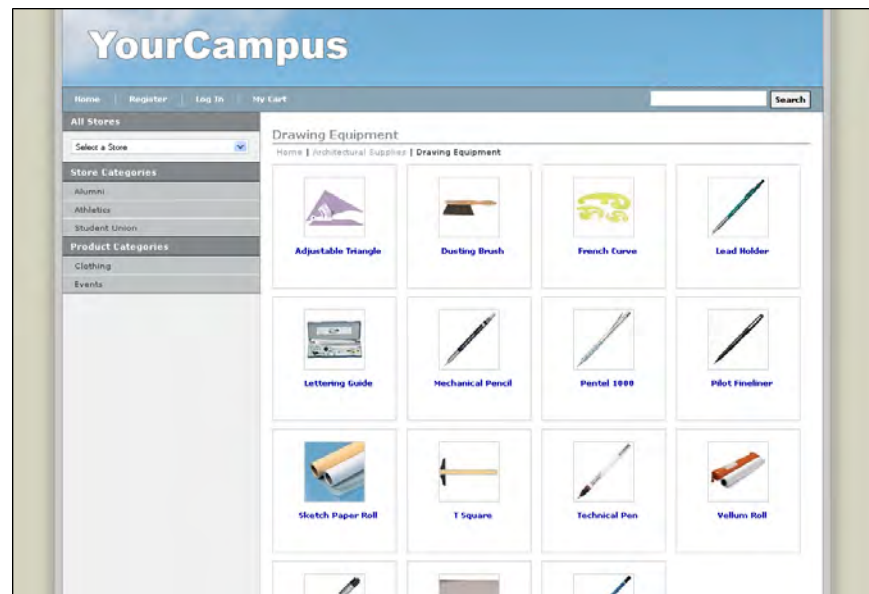 YourCampus
Home | Register | Log In | My Cart
Search
All Stores
Select a Store
Store Categories
Alumni
Athletics
Student Union
Product Categories
Clothing
Events
Drawing Equipment
Home | Architectural Supplies | Drawing Equipment
Adjustable Triangle
Dusting Brush
French Curve
Lead Holder
Lettering Guide
Mechanical Pencil
Pentel 1000
Pilot Fineliner
Sketch Paper Roll
T Square
Technical Pen
Vellum Roll